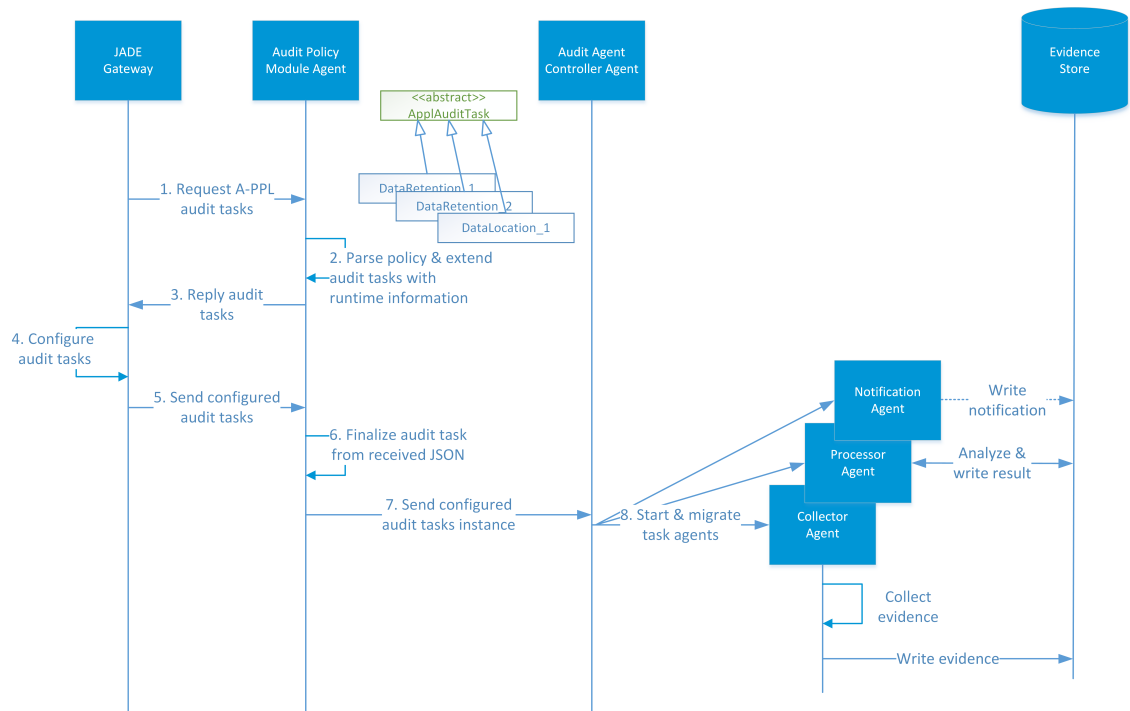 JADE
Gateway
Audit Policy
Module Agent
Audit Agent
Controller Agent
Evidence
Store
<<abstract>>
ApplAuditTask
DataRetention_1
DataRetention_2
DataLocation_1
1. Request A-PPL
audit tasks
2. Parse policy & extend
audit tasks with
runtime information
3. Reply audit
tasks
4. Configure
audit tasks
5. Send configured
audit tasks
6. Finalize audit task
from received JSON
7. Send configured
audit tasks instance
8. Start & migrate
task agents
Notification
Agent
Write
notification
Processor
Agent
Analyze &
write result
Collector
Agent
Collect
evidence
Write evidence